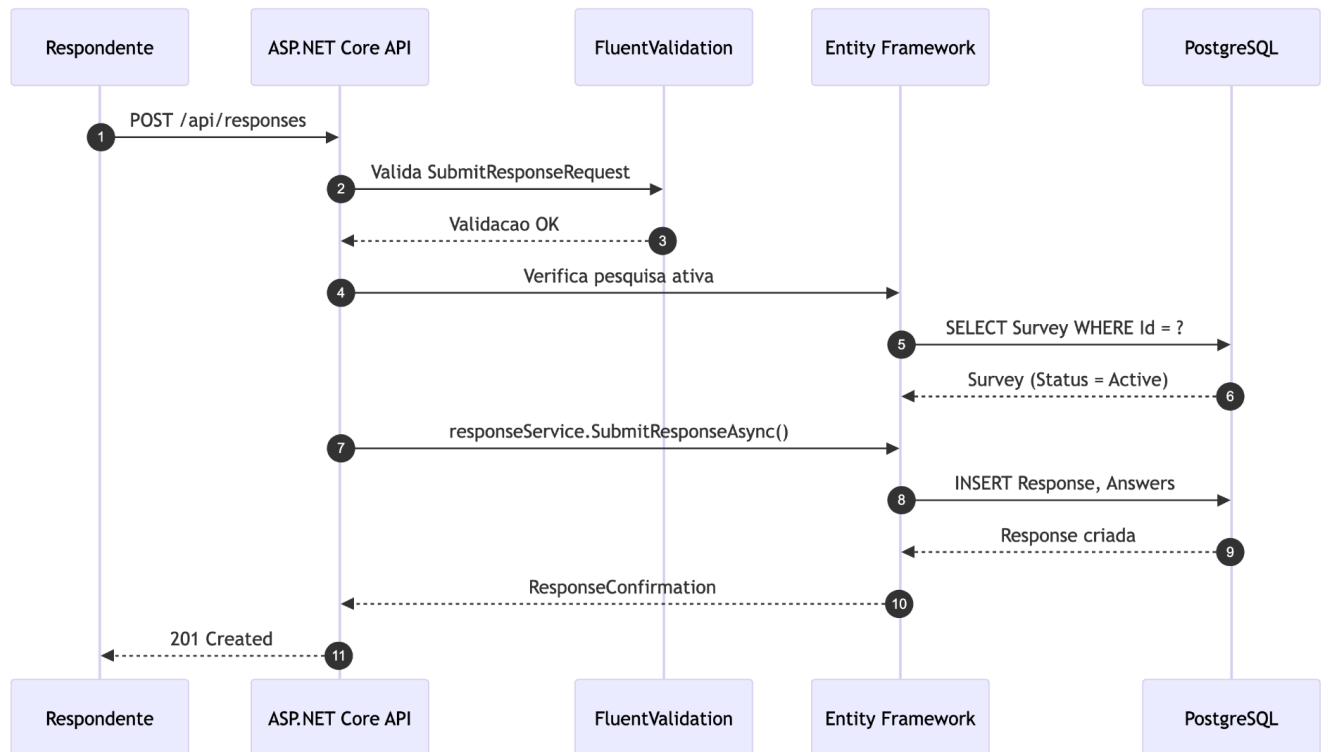 Respondente
ASP.NET Core API
FluentValidation
Entity Framework
PostgreSQL
POST /api/responses
1
Valida SubmitResponseRequest
2
Validacao OK
3
Verifica pesquisa ativa
4
SELECT Survey WHERE Id = ?
5
Survey (Status = Active)
6
responseService.SubmitResponseAsync()
7
INSERT Response, Answers
8
Response criada
9
ResponseConfirmation
10
201 Created
11
Respondente
ASP.NET Core API
FluentValidation
Entity Framework
PostgreSQL